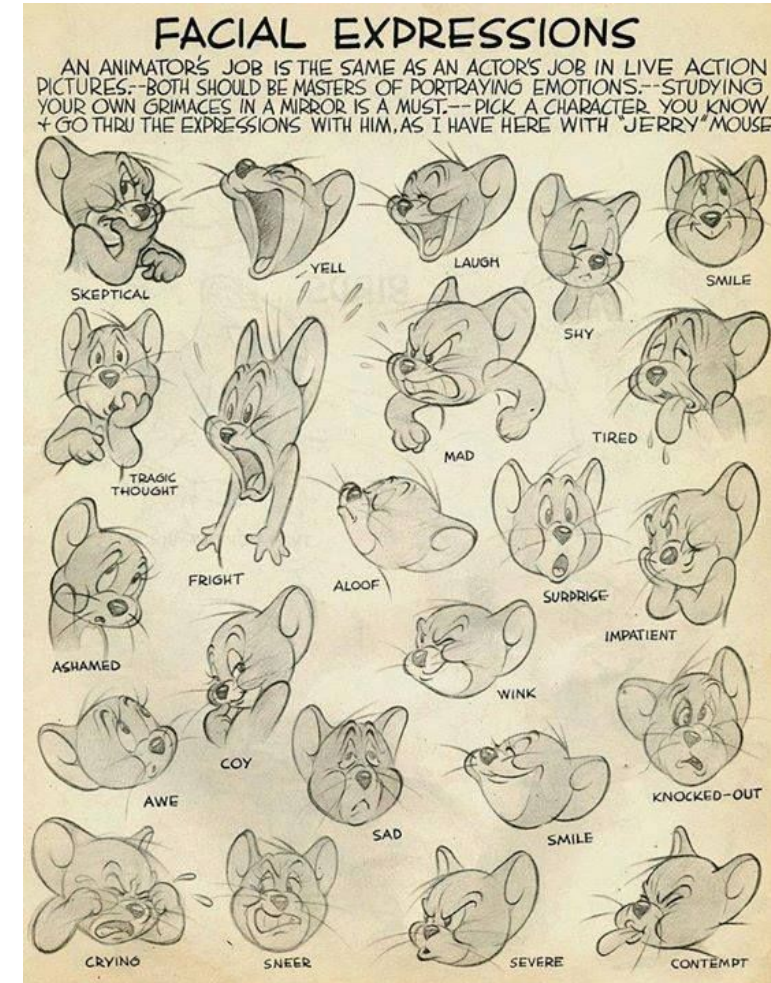 FACIAL EXPRESSIONS
AN ANIMATOR'S JOB IS THE SAME AS AN ACTOR'S JOB IN LIVE ACTION
PICTURES.--BOTH SHOULD BE MASTERS OF PORTRAYING EMOTIONS.--STUDYING
YOUR OWN GRIMACES IN A MIRROR IS A MUST.--PICK A CHARACTER YOU KNOW
+ GO THRU THE EXPRESSIONS WITH HIM, AS I HAVE HERE WITH "JERRY" MOUSE
SKEPTICAL
YELL
LAUGH
SHY
SMILE
TRAGIC
THOUGHT
FRIGHT
MAD
TIRED
ALOOF
SURPRISE
IMPATIENT
ASHAMED
COY
WINK
AWE
SAD
SMILE
KNOCKED-OUT
CRYING
SNEER
SEVERE
CONTEMPT